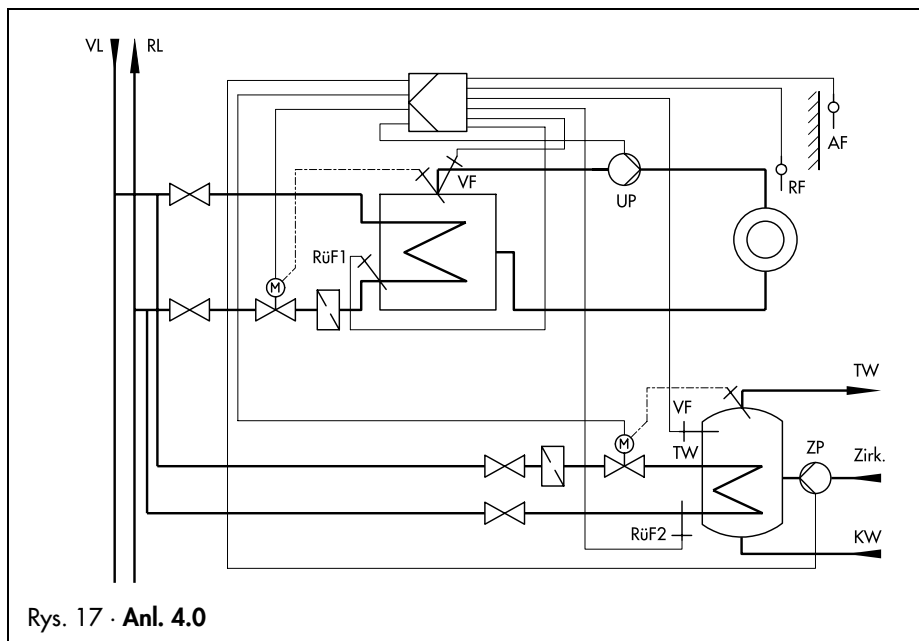 VL RL
AF
RF
VF
UP
RüF1
M
TW
VF
M
TW
ZP
Zirk.
RüF2
KW
Rys. 17 · Anl. 4.0